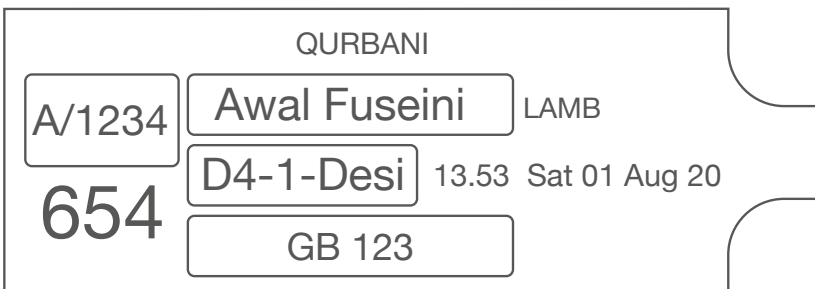 QURBANI
A/1234 Awal Fuseini LAMB
D4-1-Desi 13.53 Sat 01 Aug 20
654
GB 123